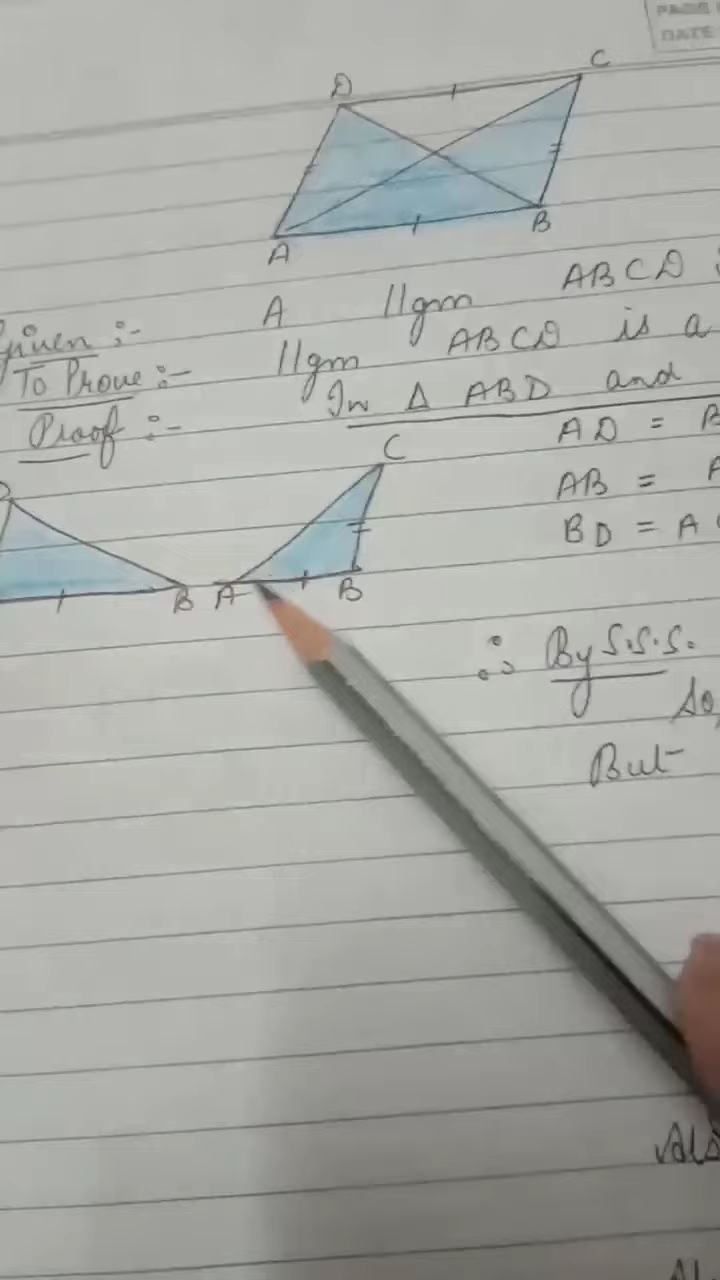 PAGE
DATE
D C
A B
Given :- A ||gm ABCD
To Prove :- ||gm ABCD is a
Proof :- In Δ ABD and
AD = B
C
AB = A
BD = A
B A B
∴ By S.S.S.
So,
But